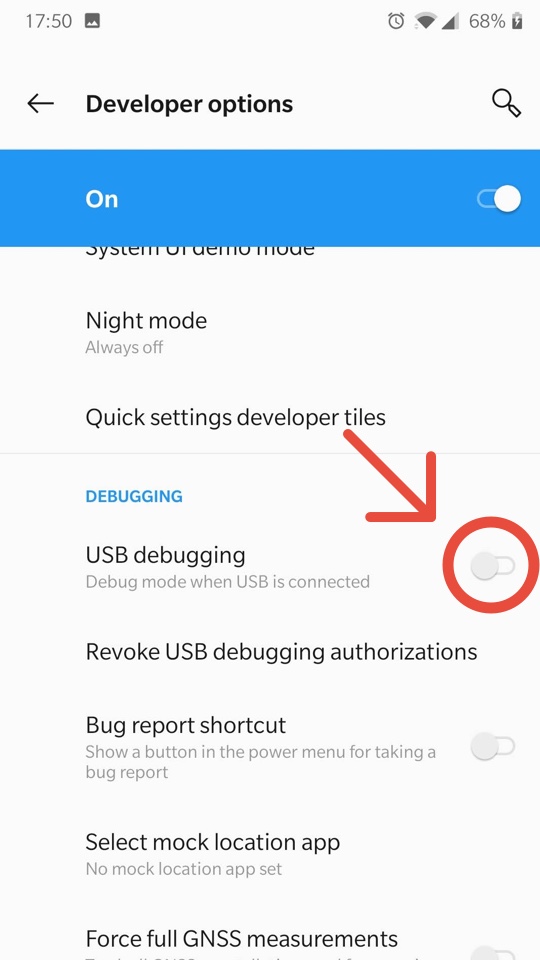 17:50
68%
Developer options
On
System UI demo mode
Night mode
Always off
Quick settings developer tiles
DEBUGGING
USB debugging
Debug mode when USB is connected
Revoke USB debugging authorizations
Bug report shortcut
Show a button in the power menu for taking a
bug report
Select mock location app
No mock location app set
Force full GNSS measurements